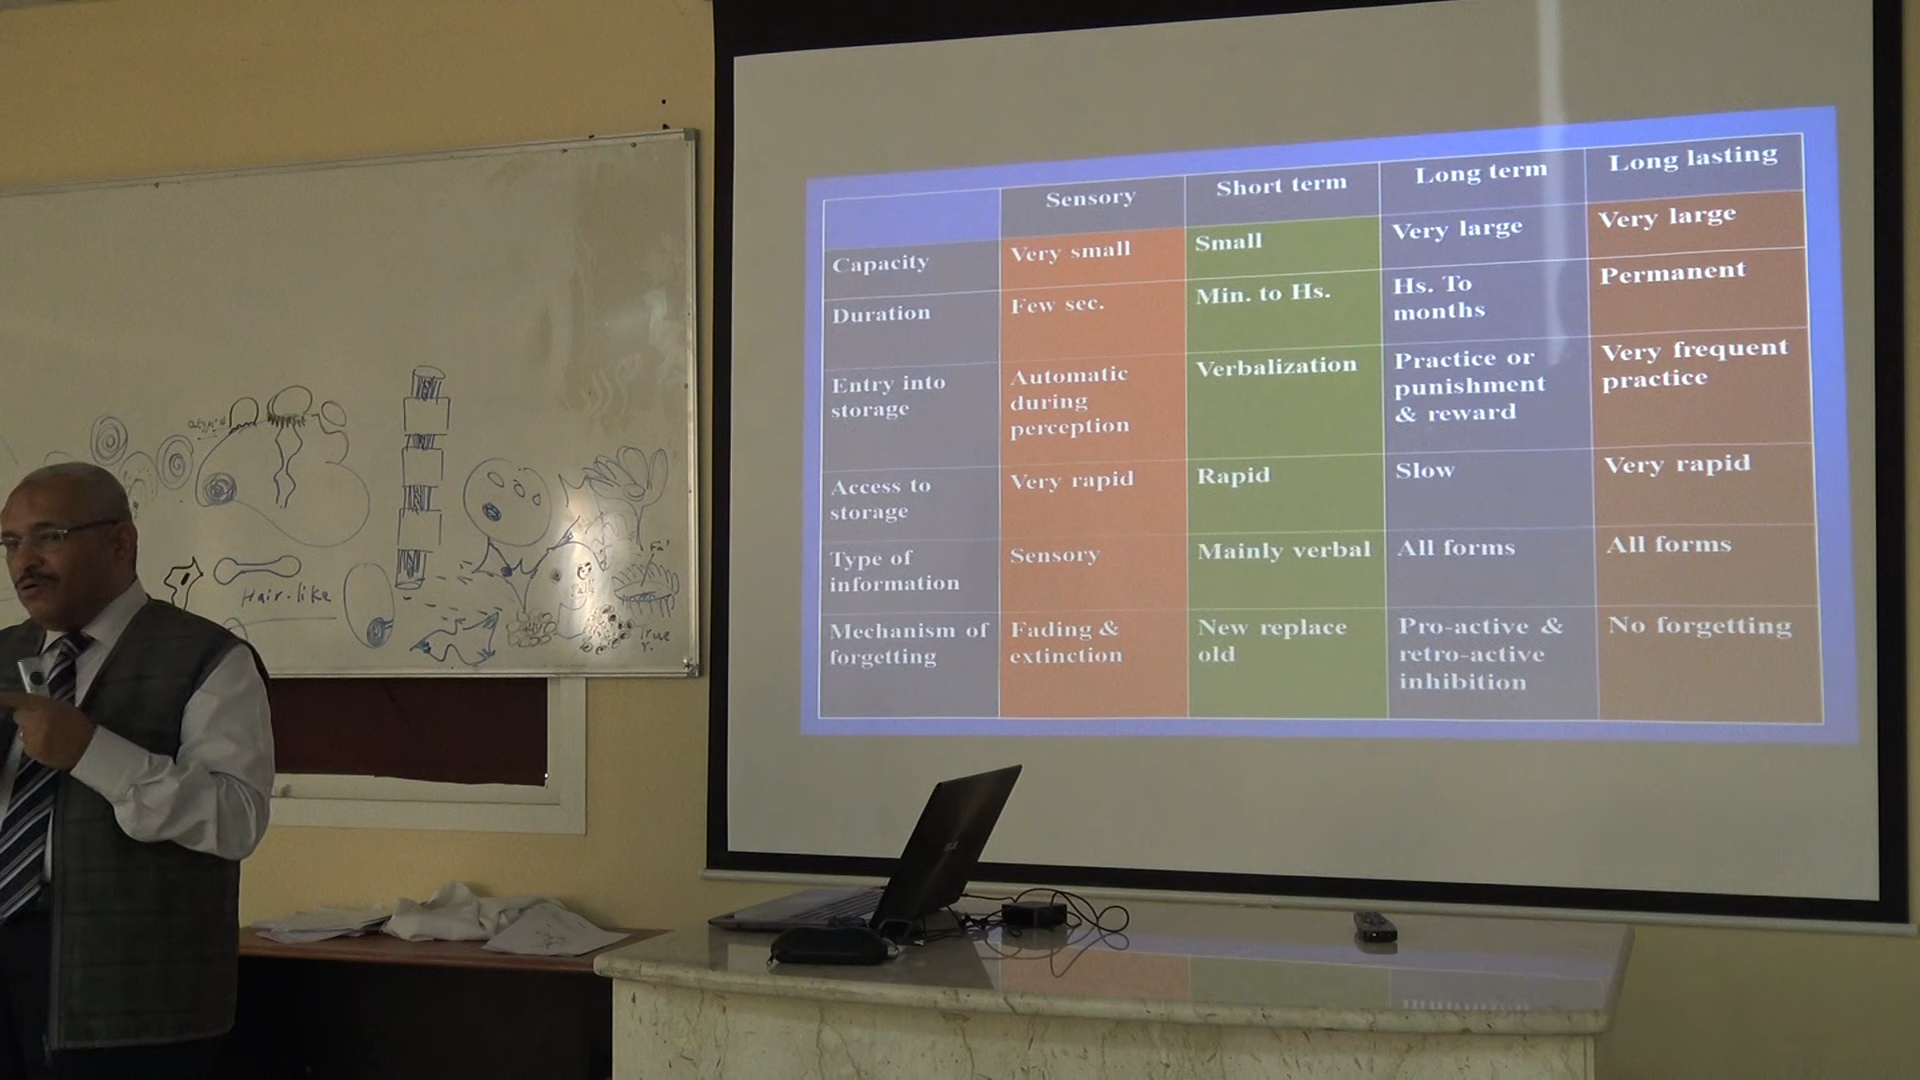 Sensory
Short term
Long term
Long lasting
Capacity
Very small
Small
Very large
Very large
Duration
Few sec.
Min. to Hs.
Hs. To
months
Permanent
Entry into
storage
Automatic
during
perception
Verbalization
Practice or
punishment
& reward
Very frequent
practice
Access to
storage
Very rapid
Rapid
Slow
Very rapid
Type of
information
Sensory
Mainly verbal
All forms
All forms
Mechanism of
forgetting
Fading &
extinction
New replace
old
Pro-active &
retro-active
inhibition
No forgetting
Hair-like
True